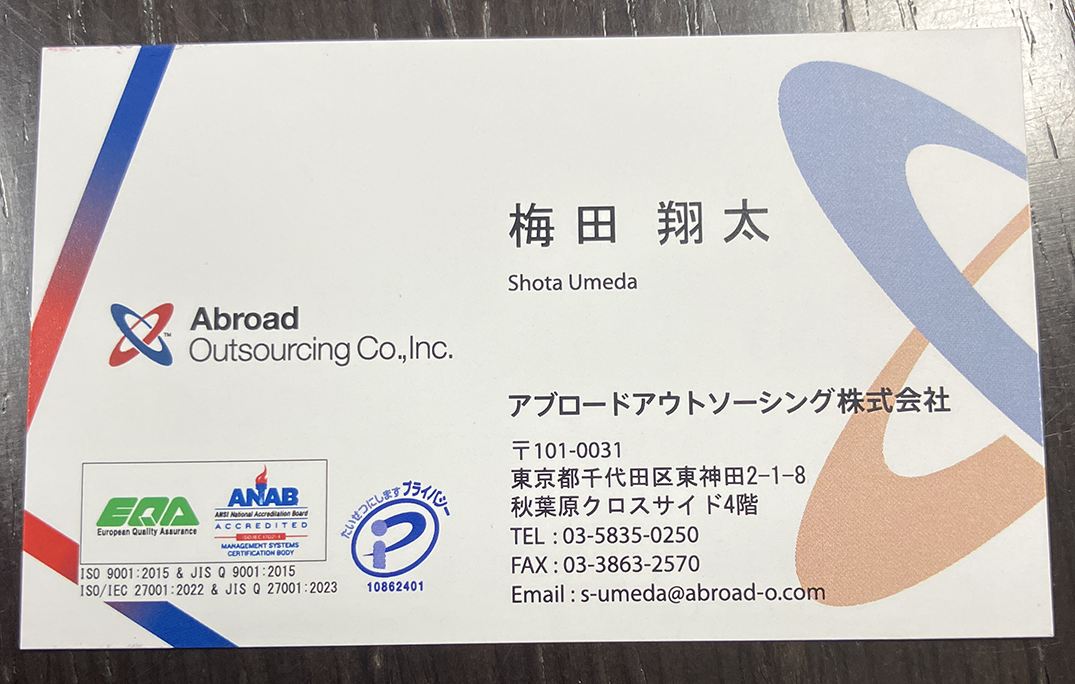 梅田 翔太
Shota Umeda
Abroad
Outsourcing Co.,Inc.
TM
アブロードアウトソーシング株式会社
〒101-0031
東京都千代田区東神田2-1-8
秋葉原クロスサイド4階
TEL : 03-5835-0250
FAX : 03-3863-2570
Email : s-umeda@abroad-o.com
EQA
European Quality Assurance
ANAB
ANSI National Accreditation Board
ACCREDITED
MANAGEMENT SYSTEMS
CERTIFICATION BODY
ISO 9001:2015 & JIS Q 9001:2015
ISO/IEC 27001:2022 & JIS Q 27001:2023
たいせつにしますプライバシー
10862401